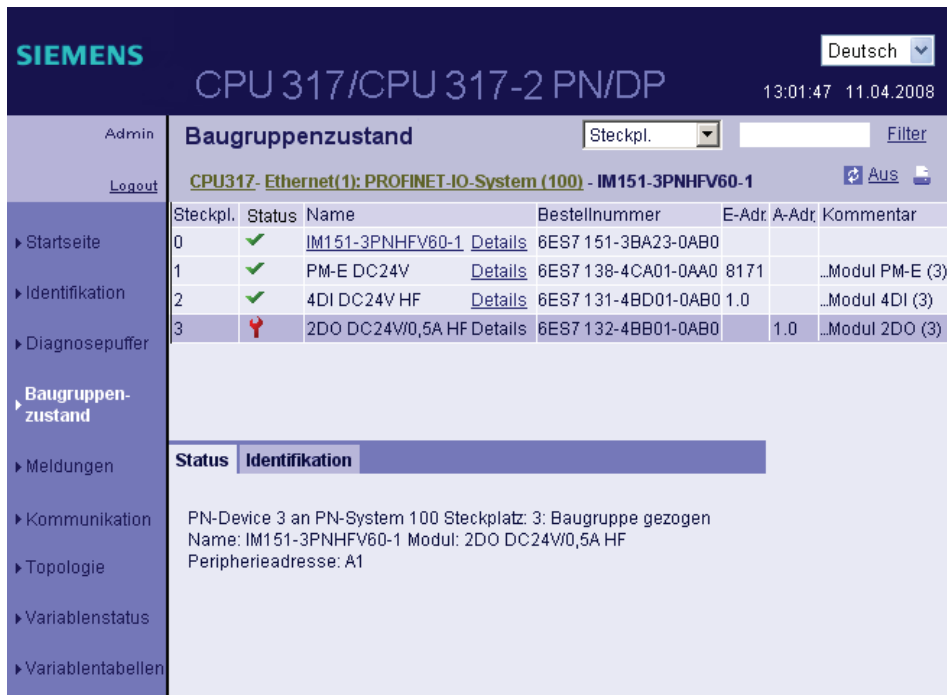 SIEMENS
CPU 317/CPU 317-2 PN/DP
Deutsch
13:01:47 11.04.2008
Admin
Logout
Baugruppenzustand
Steckpl.
Filter
CPU317- Ethernet(1): PROFINET-IO-System (100) - IM151-3PNHFV60-1
Aus
Startseite
Identifikation
Diagnosepuffer
Baugruppen-
zustand
Meldungen
Kommunikation
Topologie
Variablenstatus
Variablentabellen
Steckpl. Status Name Bestellnummer E-Adr. A-Adr. Kommentar
0 IM151-3PNHFV60-1 Details 6ES7 151-3BA23-0AB0
1 PM-E DC24V Details 6ES7 138-4CA01-0AA0 8171 ...Modul PM-E (3)
2 4DI DC24V HF Details 6ES7 131-4BD01-0AB0 1.0 ...Modul 4DI (3)
3 2DO DC24V/0,5A HF Details 6ES7 132-4BB01-0AB0 1.0 ...Modul 2DO (3)
Status Identifikation
PN-Device 3 an PN-System 100 Steckplatz: 3: Baugruppe gezogen
Name: IM151-3PNHFV60-1 Modul: 2DO DC24V/0,5A HF
Peripherieadresse: A1